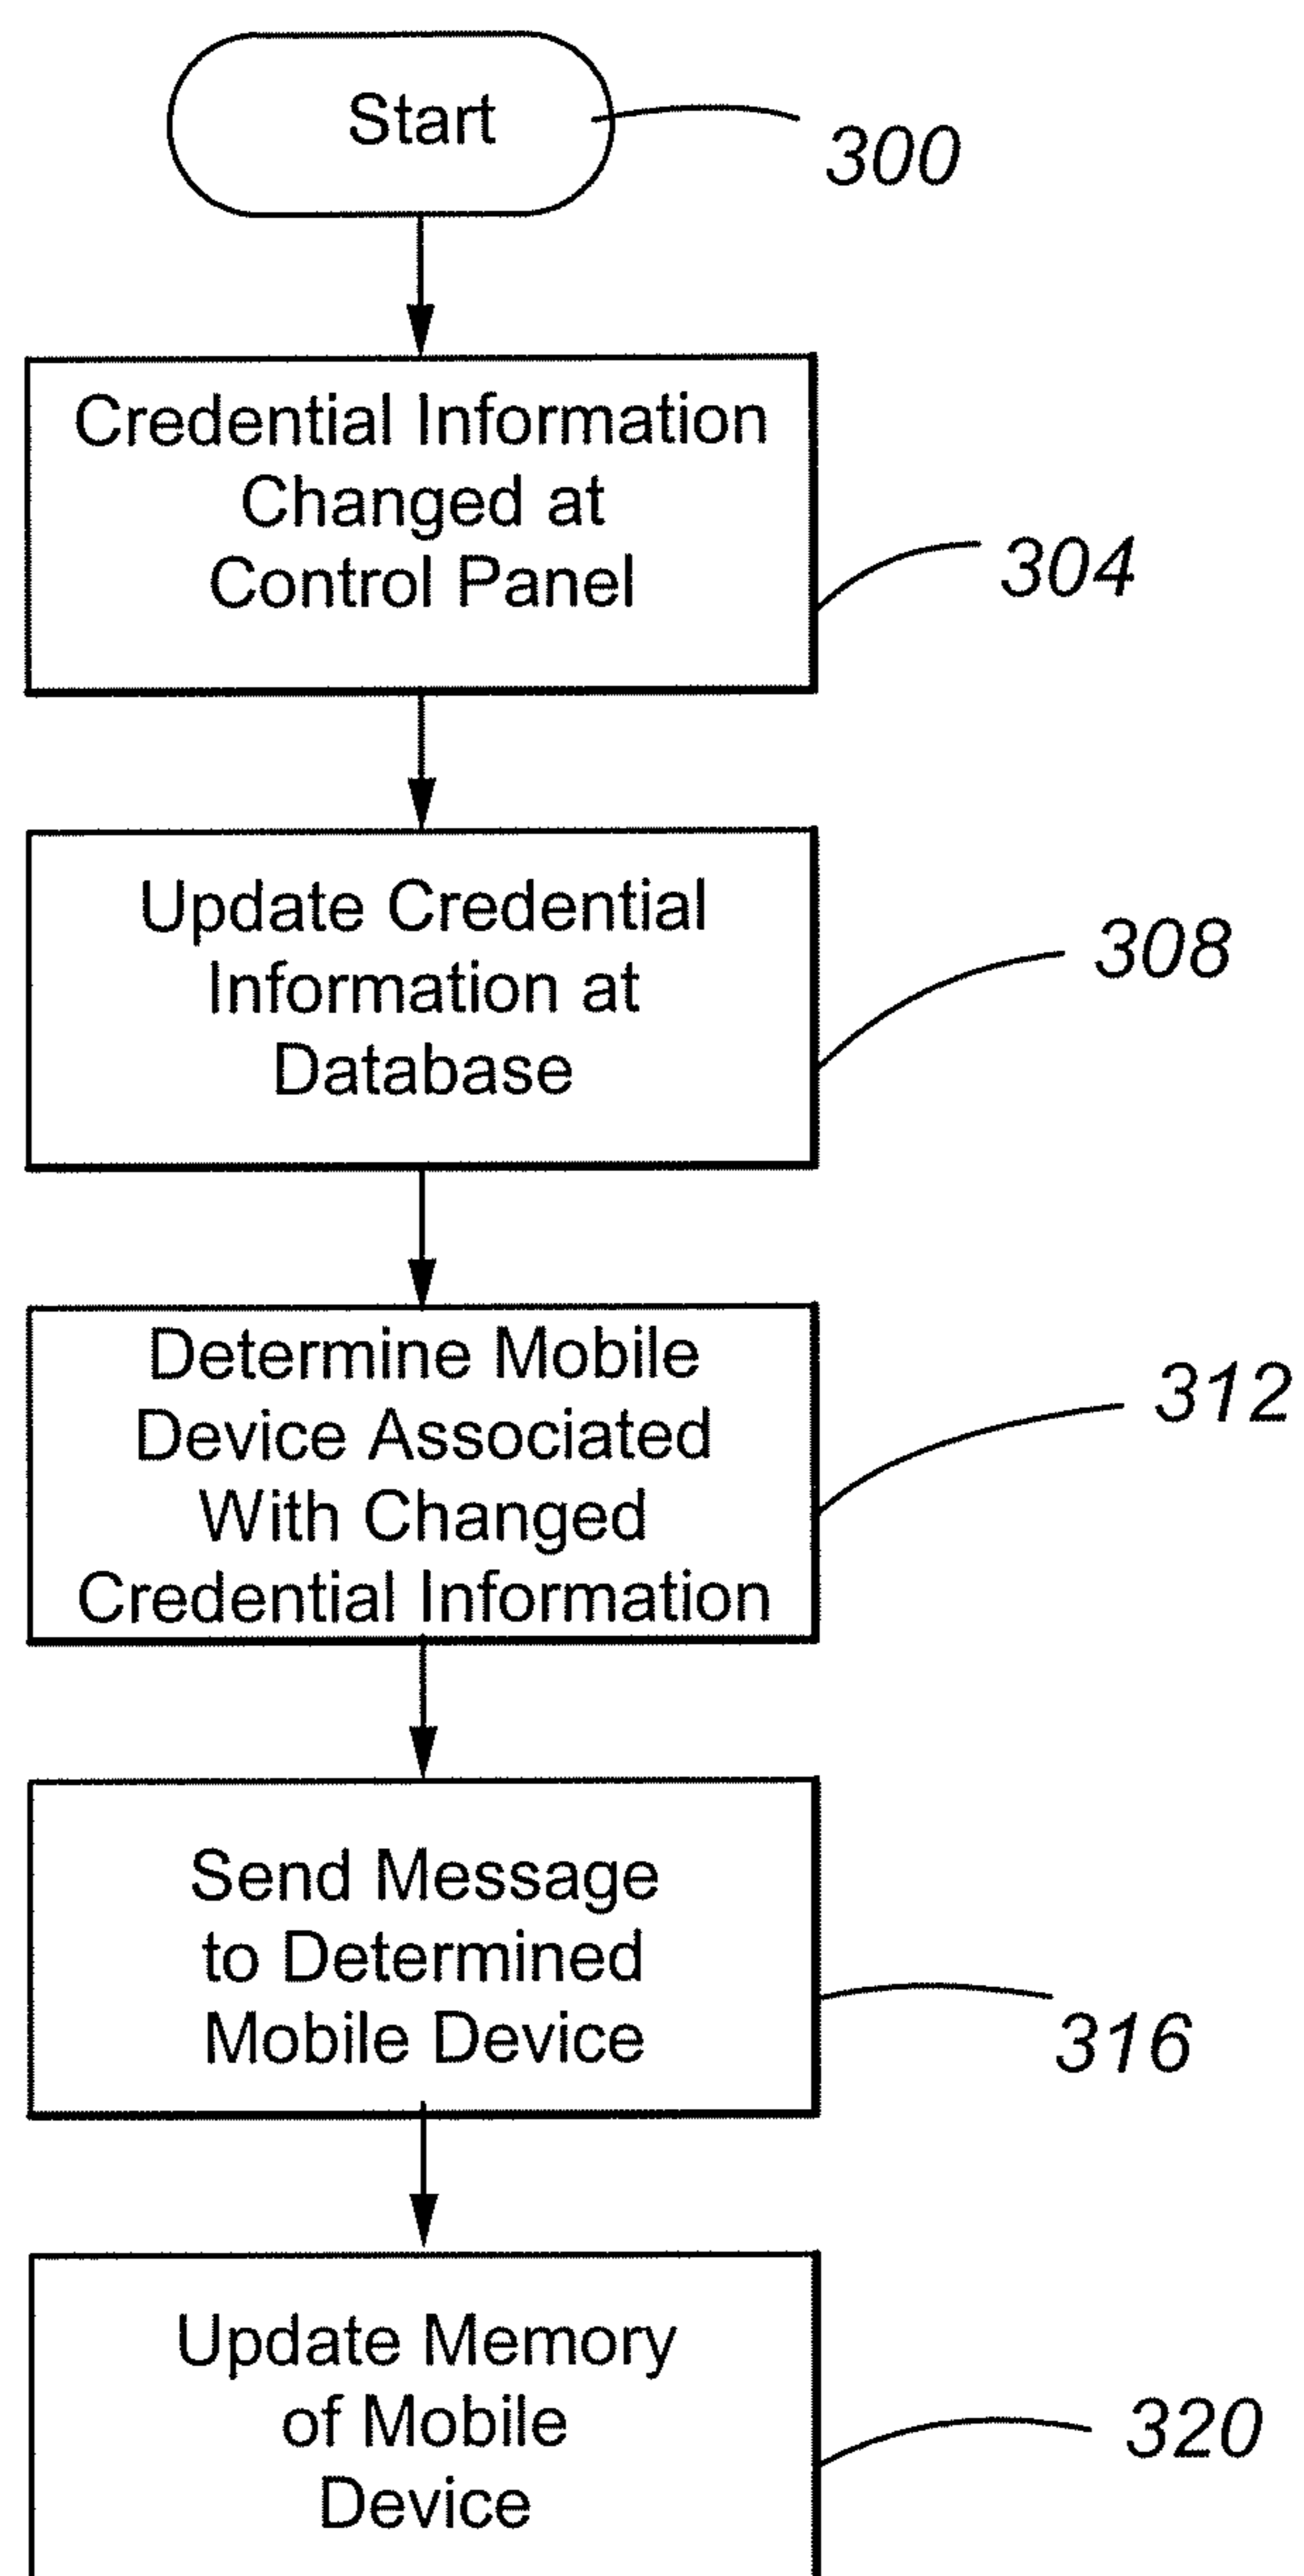 Start
300
Credential Information
Changed at
Control Panel
304
Update Credential
Information at
Database
308
Determine Mobile
Device Associated
With Changed
Credential Information
312
Send Message
to Determined
Mobile Device
316
Update Memory
of Mobile
Device
320